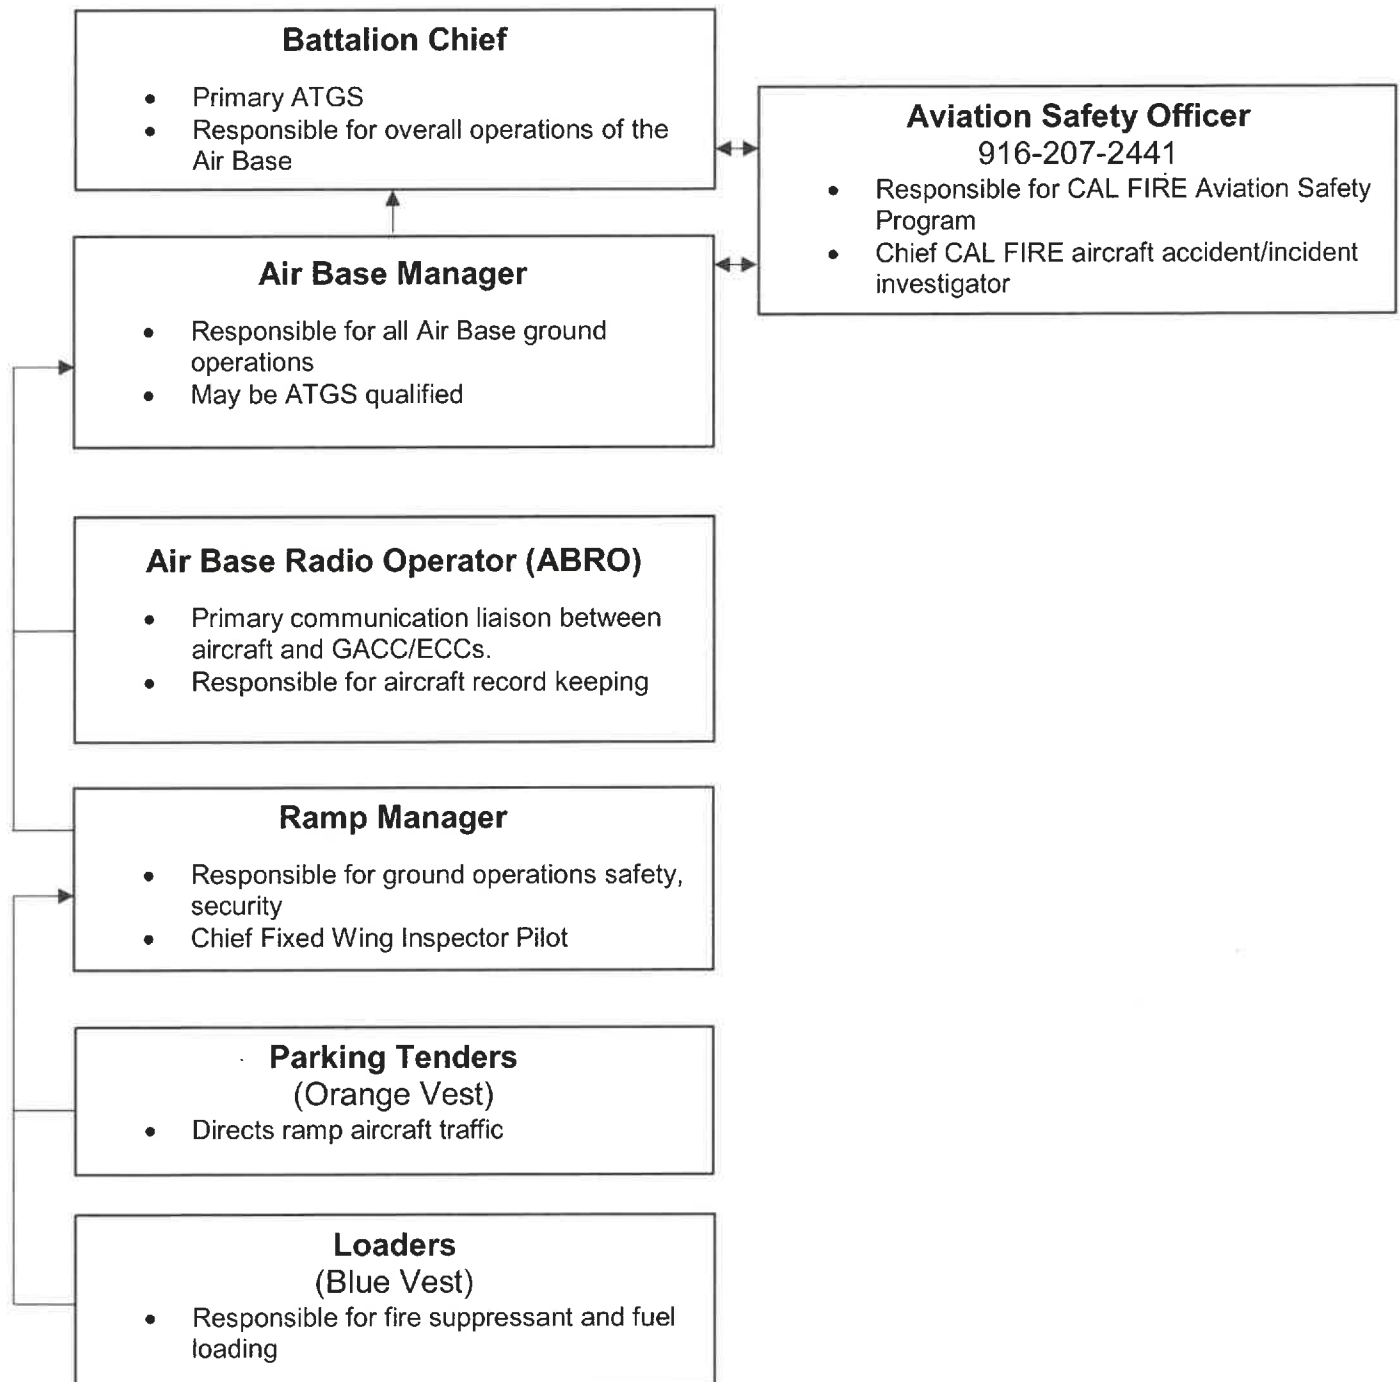 Battalion Chief
• Primary ATGS
• Responsible for overall operations of the
Air Base
Aviation Safety Officer
916-207-2441
• Responsible for CAL FIRE Aviation Safety
Program
• Chief CAL FIRE aircraft accident/incident
investigator
Air Base Manager
• Responsible for all Air Base ground
operations
• May be ATGS qualified
Air Base Radio Operator (ABRO)
• Primary communication liaison between
aircraft and GACC/ECCs.
• Responsible for aircraft record keeping
Ramp Manager
• Responsible for ground operations safety,
security
• Chief Fixed Wing Inspector Pilot
Parking Tenders
(Orange Vest)
• Directs ramp aircraft traffic
Loaders
(Blue Vest)
• Responsible for fire suppressant and fuel
loading